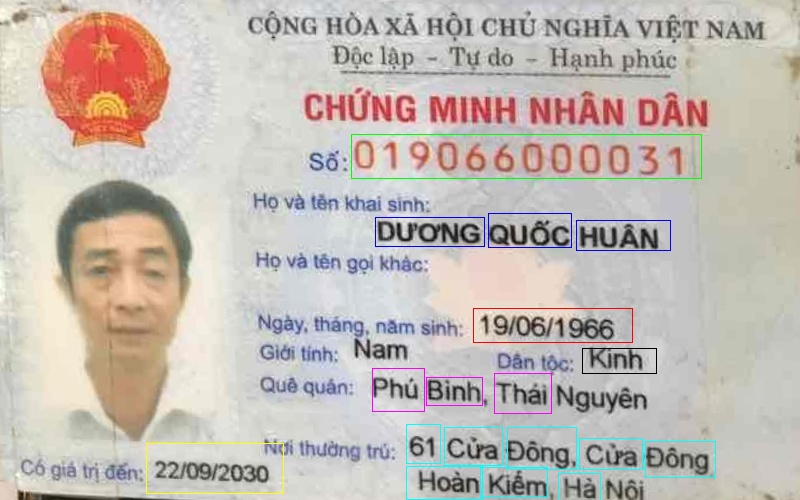 CỘNG HÒA XÃ HỘI CHỦ NGHĨA VIỆT NAM
Độc lập - Tự do - Hạnh phúc
CHỨNG MINH NHÂN DÂN
Số: 019066000031
Họ và tên khai sinh:
DƯƠNG QUỐC HUÂN
Họ và tên gọi khác:
Ngày, tháng, năm sinh: 19/06/1966
Giới tính: Nam Dân tộc: Kinh
Quê quán: Phú Bình, Thái Nguyên
Nơi thường trú: 61 Cửa Đông, Cửa Đông
Hoàn Kiếm, Hà Nội
Có giá trị đến: 22/09/2030